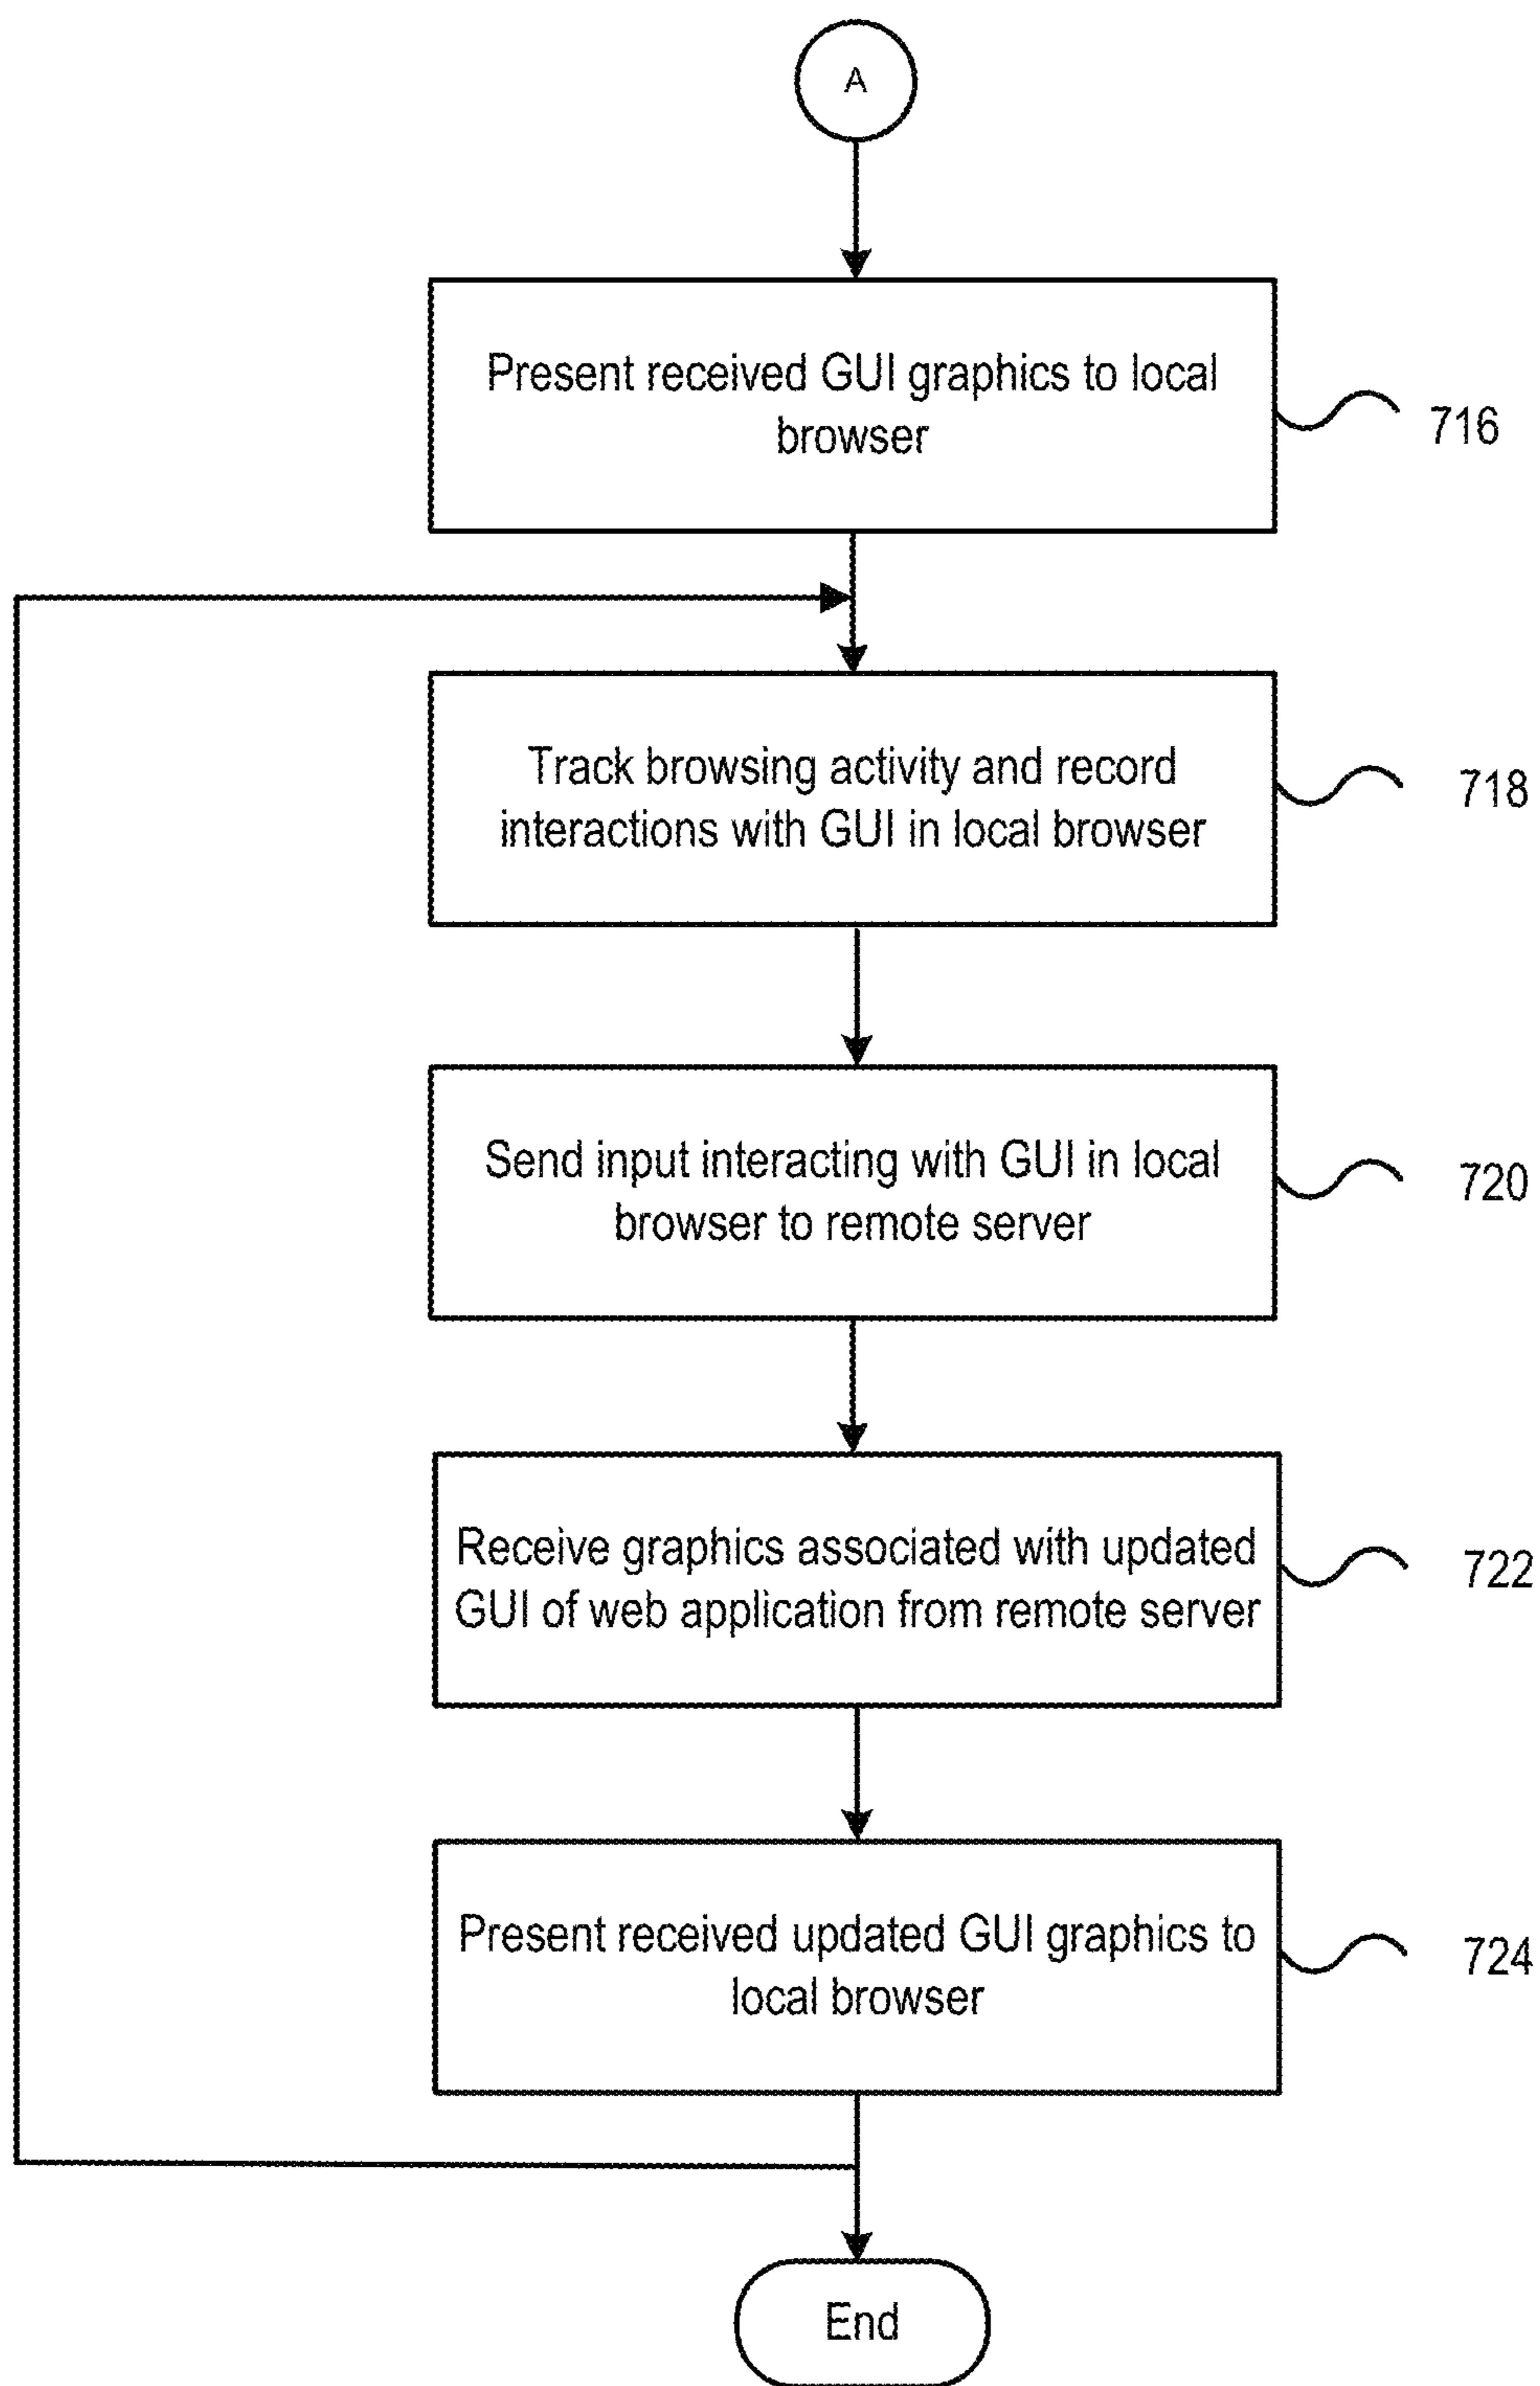 A
Present received GUI graphics to local
browser
716
Track browsing activity and record
interactions with GUI in local browser
718
Send input interacting with GUI in local
browser to remote server
720
Receive graphics associated with updated
GUI of web application from remote server
722
Present received updated GUI graphics to
local browser
724
End